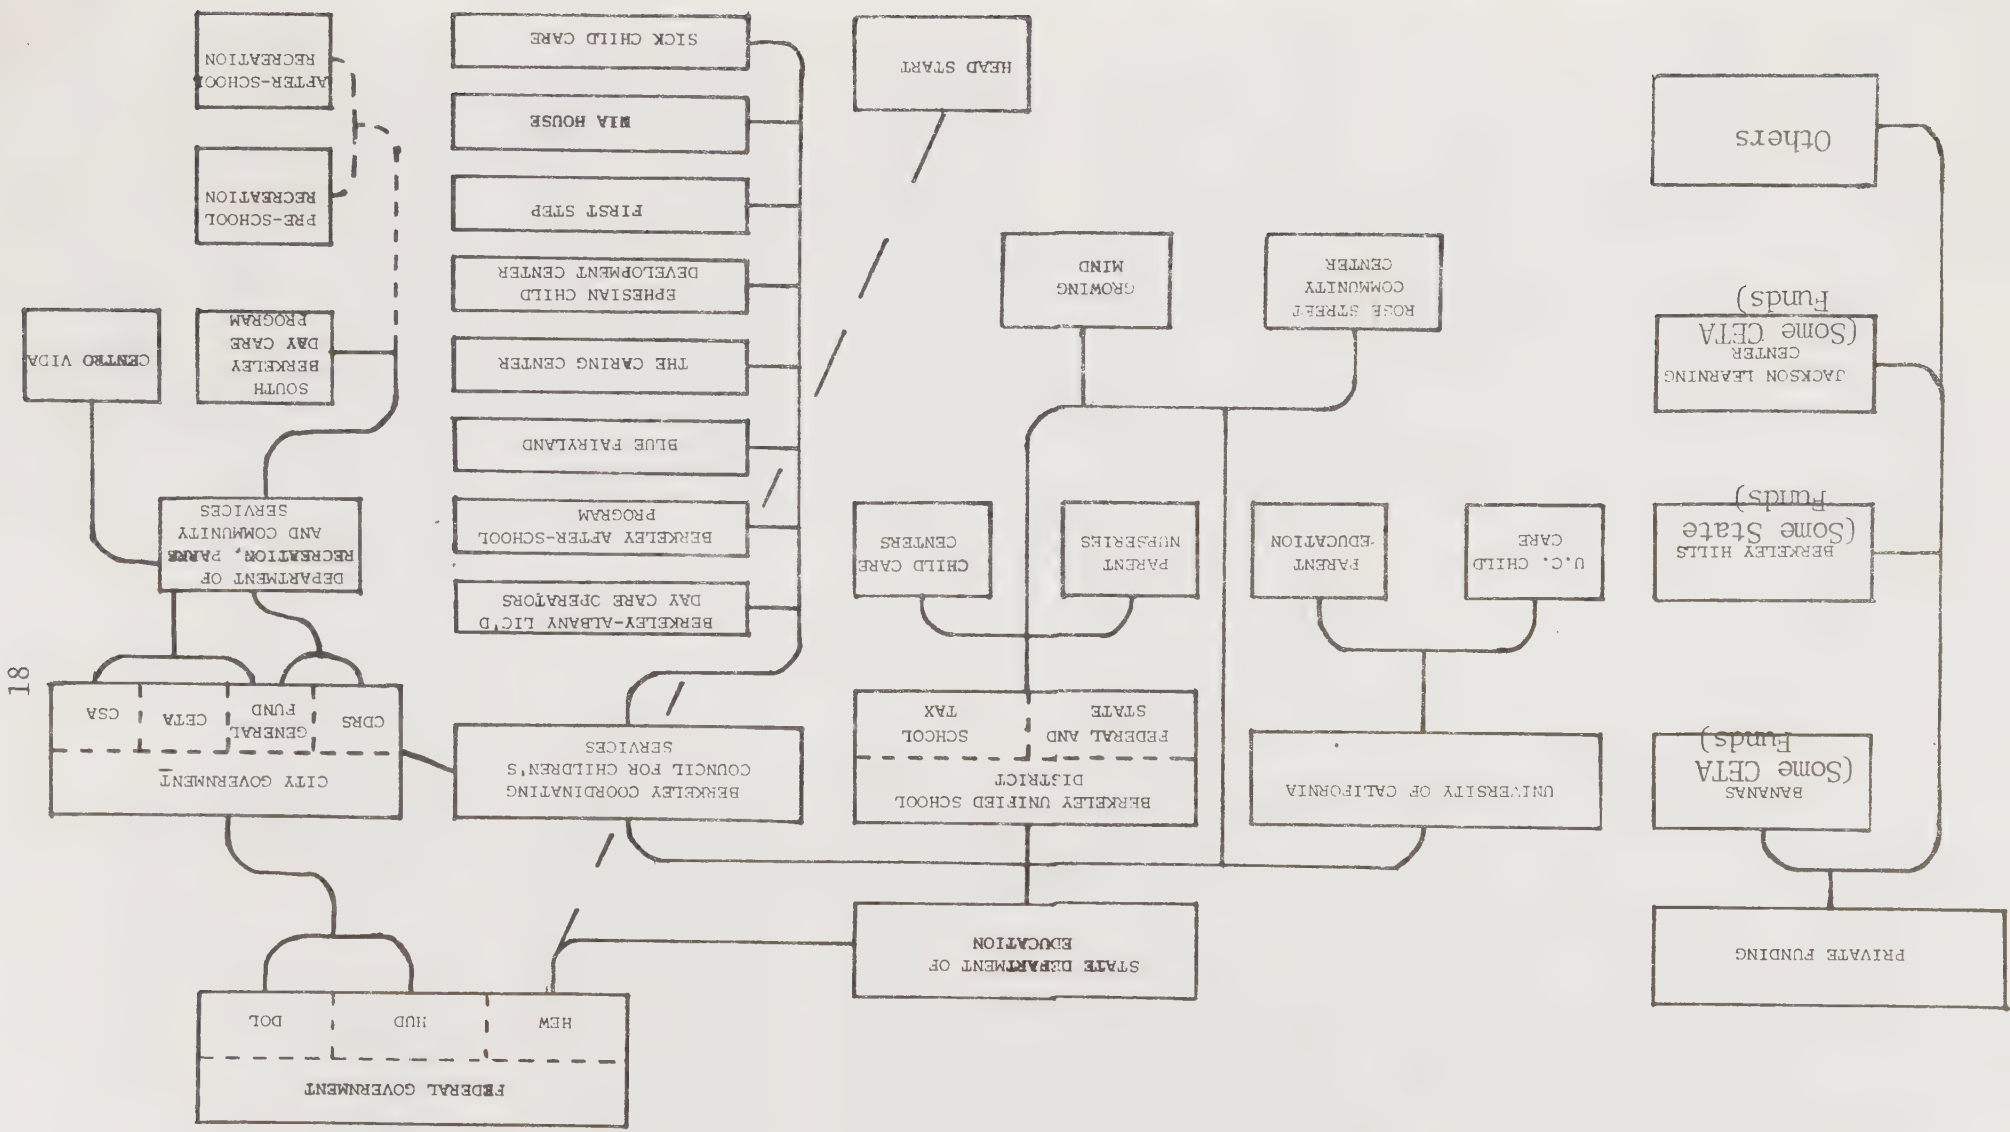 PRIVATE FUNDING
STATE DEPARTMENT OF
EDUCATION
FEDERAL GOVERNMENT
HEW
HUD
DOL
BANANAS
(Some CETA
Funds)
UNIVERSITY OF CALIFORNIA
BERKELEY UNIFIED SCHOOL
DISTRICT
FEDERAL AND
STATE
SCHOOL
TAX
BERKELEY COORDINATING
COUNCIL FOR CHILDREN'S
SERVICES
CITY GOVERNMENT
CDRS
GENERAL
FUND
CETA
CSA
BERKELEY HILLS
(Some State
Funds)
U.C. CHILD
CARE
PARENT
EDUCATION
PARENT
NURSERIES
CHILD CARE
CENTERS
BERKELEY-ALBANY LIC'D
DAY CARE OPERATORS
BERKELEY AFTER-SCHOOL
PROGRAM
DEPARTMENT OF
RECREATION, PARKS
AND COMMUNITY
SERVICES
JACKSON LEARNING
CENTER
(Some CETA
Funds)
ROSE STREET
COMMUNITY
CENTER
GROWING
MIND
BLUE FAIRYLAND
THE CARING CENTER
EPHESIAN CHILD
DEVELOPMENT CENTER
FIRST STEP
MIA HOUSE
SICK CHILD CARE
SOUTH
BERKELEY
DAY CARE
PROGRAM
CENTRO VIDA
Others
HEAD START
PRE-SCHOOL
RECREATION
AFTER-SCHOOL
RECREATION
18